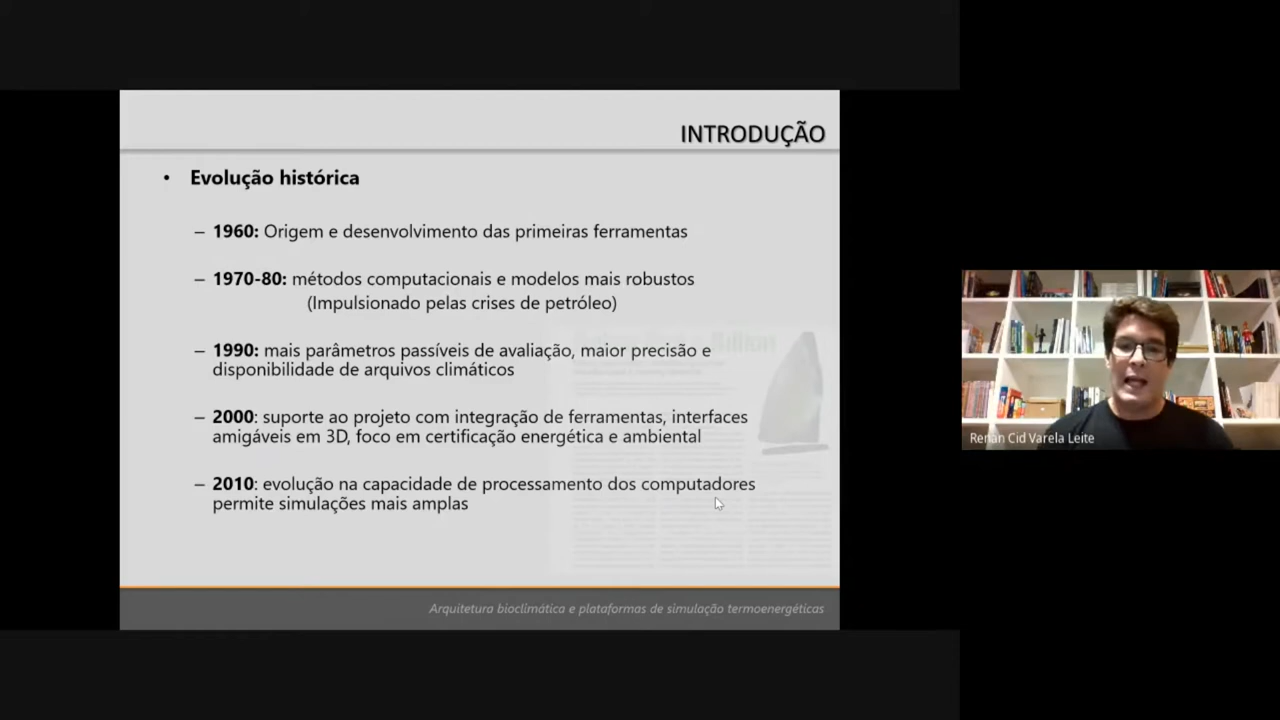 INTRODUÇÃO
• Evolução histórica
– 1960: Origem e desenvolvimento das primeiras ferramentas
– 1970-80: métodos computacionais e modelos mais robustos
(Impulsionado pelas crises de petróleo)
– 1990: mais parâmetros passíveis de avaliação, maior precisão e
disponibilidade de arquivos climáticos
– 2000: suporte ao projeto com integração de ferramentas, interfaces
amigáveis em 3D, foco em certificação energética e ambiental
– 2010: evolução na capacidade de processamento dos computadores
permite simulações mais amplas
Arquitetura bioclimática e plataformas de simulação termoenergéticas
Renan Cid Varela Leite